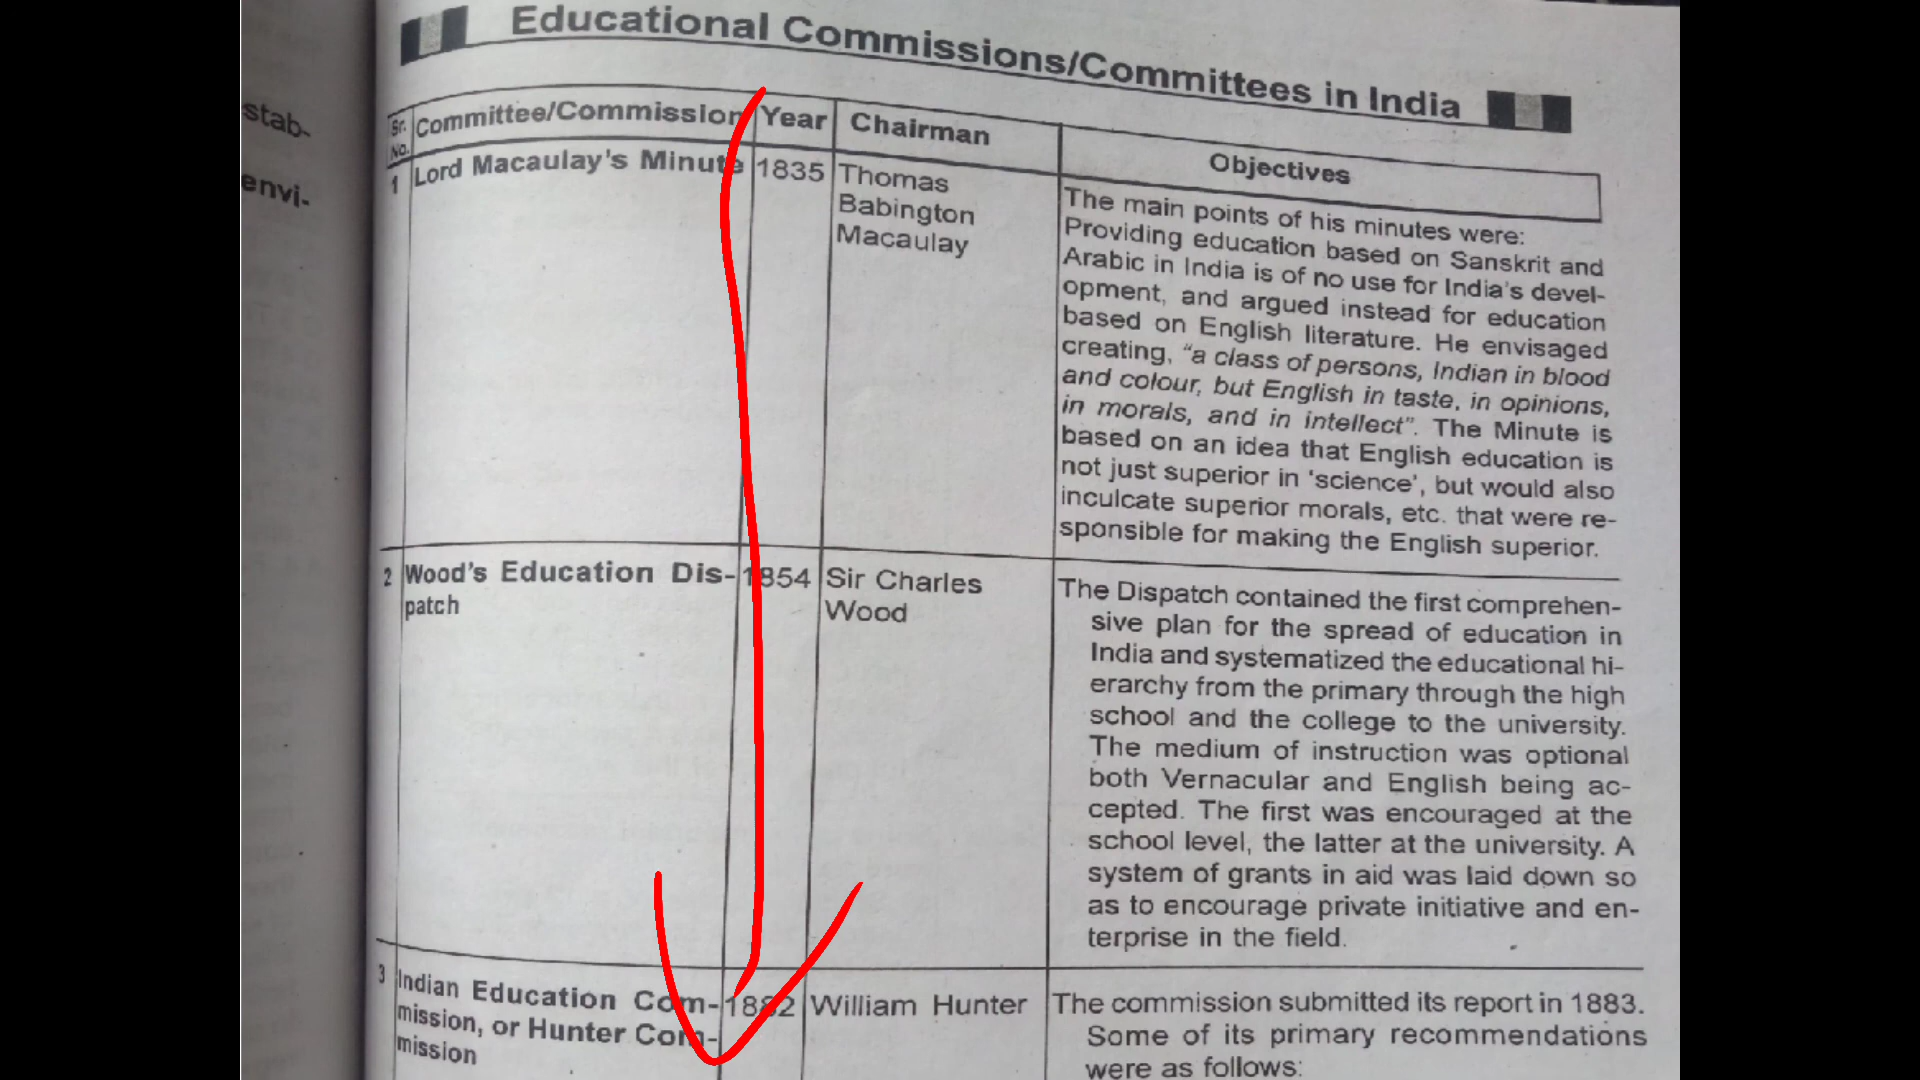 stab-
envi-
Educational Commissions/Committees in India
Sr. No. Committee/Commission Year Chairman Objectives
1 Lord Macaulay's Minute 1835 Thomas Babington Macaulay
The main points of his minutes were:
Providing education based on Sanskrit and
Arabic in India is of no use for India's devel-
opment, and argued instead for education
based on English literature. He envisaged
creating, "a class of persons, Indian in blood
and colour, but English in taste, in opinions,
in morals, and in intellect". The Minute is
based on an idea that English education is
not just superior in 'science', but would also
inculcate superior morals, etc. that were re-
sponsible for making the English superior.
2 Wood's Education Dis-
patch
1854 Sir Charles
Wood
The Dispatch contained the first comprehen-
sive plan for the spread of education in
India and systematized the educational hi-
erarchy from the primary through the high
school and the college to the university.
The medium of instruction was optional
both Vernacular and English being ac-
cepted. The first was encouraged at the
school level, the latter at the university. A
system of grants in aid was laid down so
as to encourage private initiative and en-
terprise in the field.
3 Indian Education Com-
mission, or Hunter Com-
mission
1882 William Hunter
The commission submitted its report in 1883.
Some of its primary recommendations
were as follows: